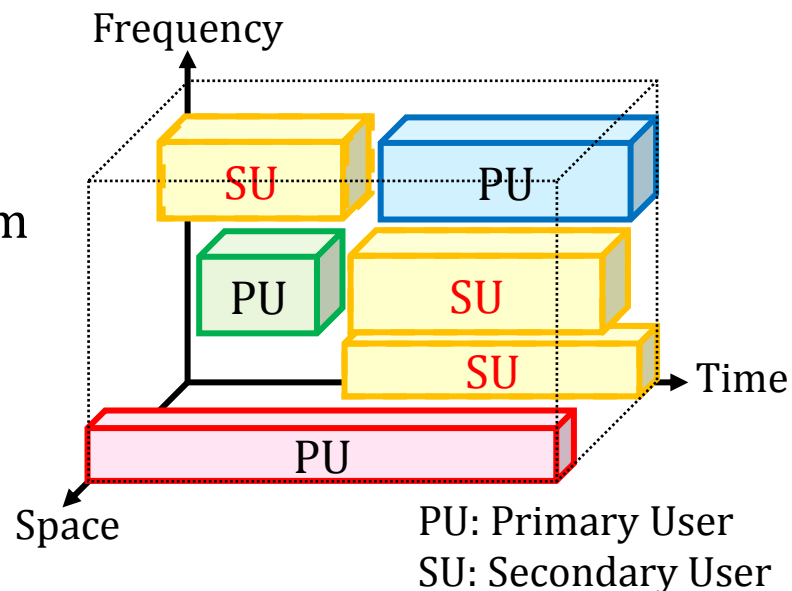 Frequency
SU
PU
m
PU
SU
SU
Time
PU
Space
PU: Primary User
SU: Secondary User